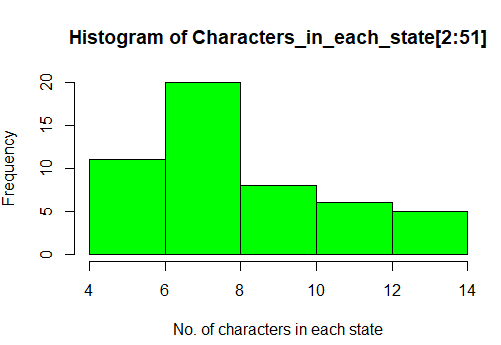 Histogram of Characters_in_each_state[2:51]
Frequency
20
15
10
5
0
4 6 8 10 12 14
No. of characters in each state